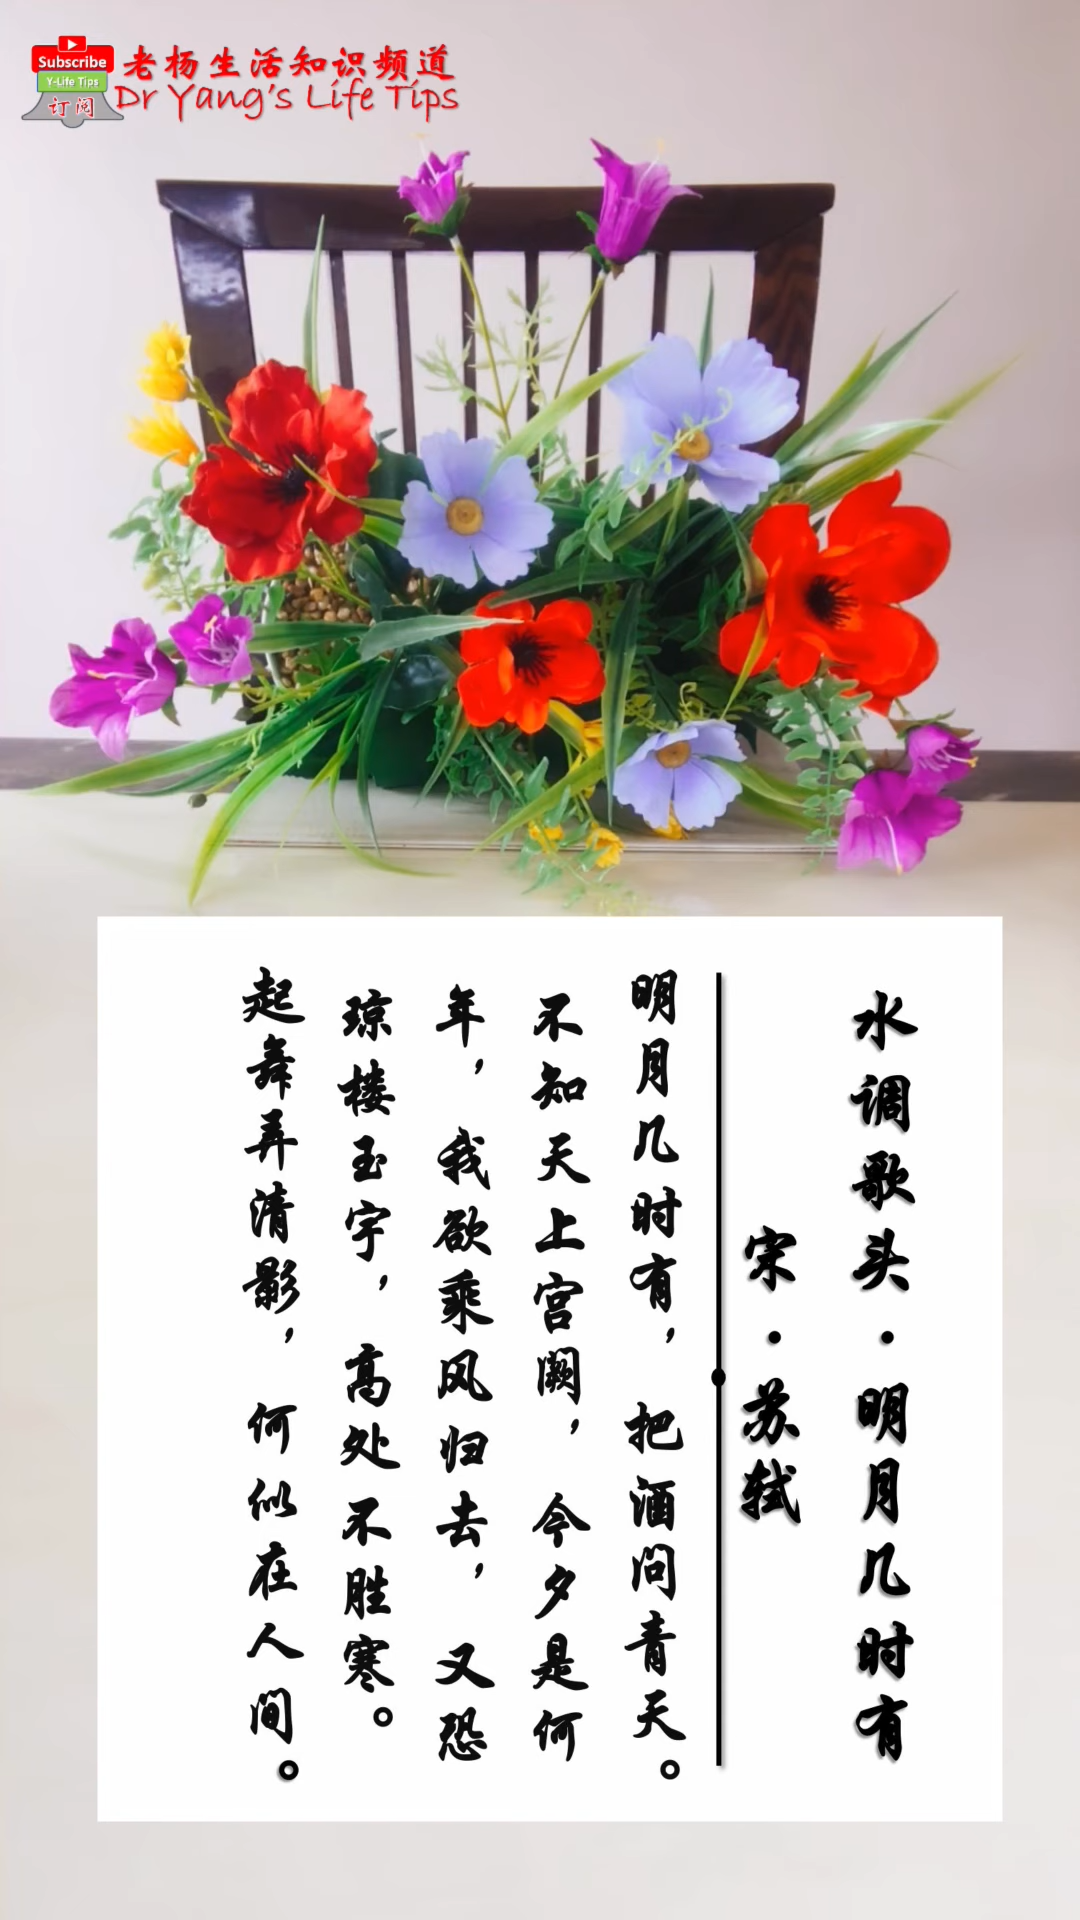 Subscribe
Y-Life Tips
订阅
老杨生活知识频道
Dr Yang's Life Tips
水调歌头·明月几时有
宋·苏轼
明月几时有，把酒问青天。
不知天上宫阙，今夕是何
年，我欲乘风归去，又恐
琼楼玉宇，高处不胜寒。
起舞弄清影，何似在人间。